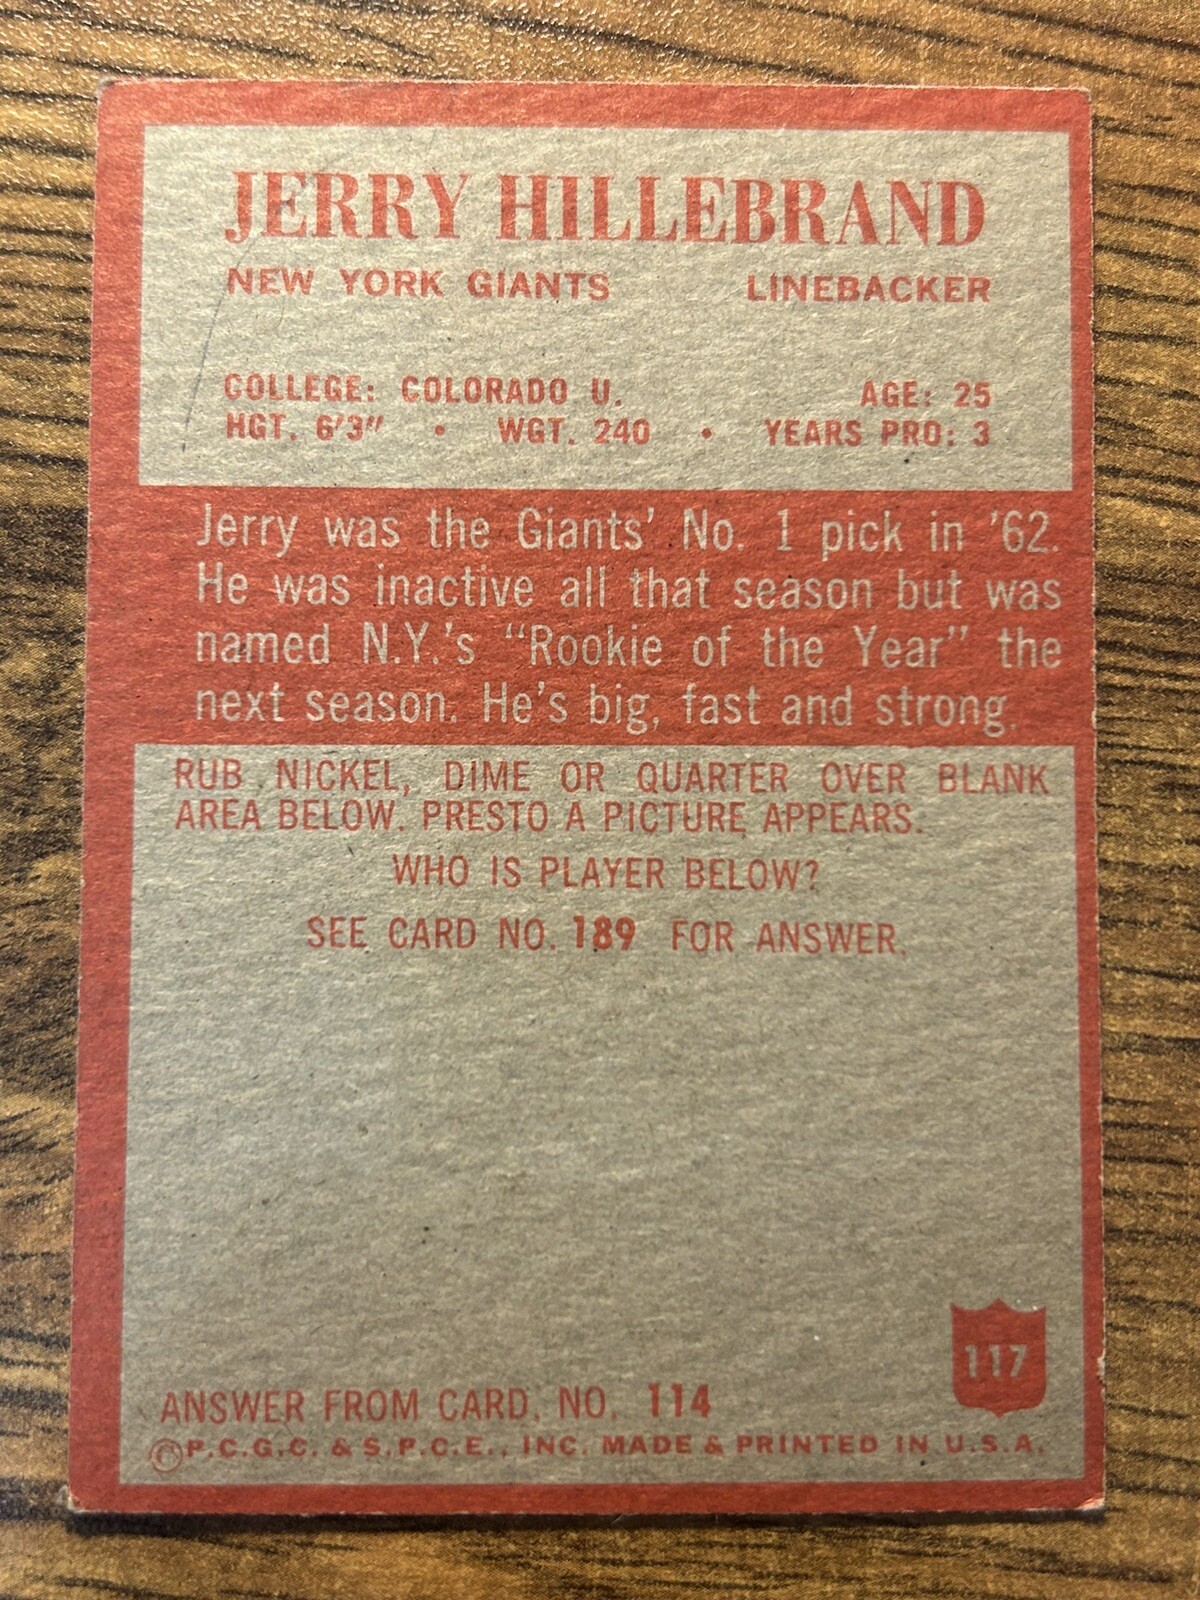 JERRY HILLEBRAND
NEW YORK GIANTS LINEBACKER
COLLEGE: COLORADO U. AGE: 25
HGT. 6'3" • WGT. 240 • YEARS PRO: 3
Jerry was the Giants' No. 1 pick in '62.
He was inactive all that season but was
named N.Y.'s "Rookie of the Year" the
next season. He's big, fast and strong.
RUB NICKEL, DIME OR QUARTER OVER BLANK
AREA BELOW. PRESTO A PICTURE APPEARS.
WHO IS PLAYER BELOW?
SEE CARD NO. 189 FOR ANSWER.
117
ANSWER FROM CARD. NO. 114
©P.C.G.C. & S.P.C.E., INC. MADE & PRINTED IN U.S.A.